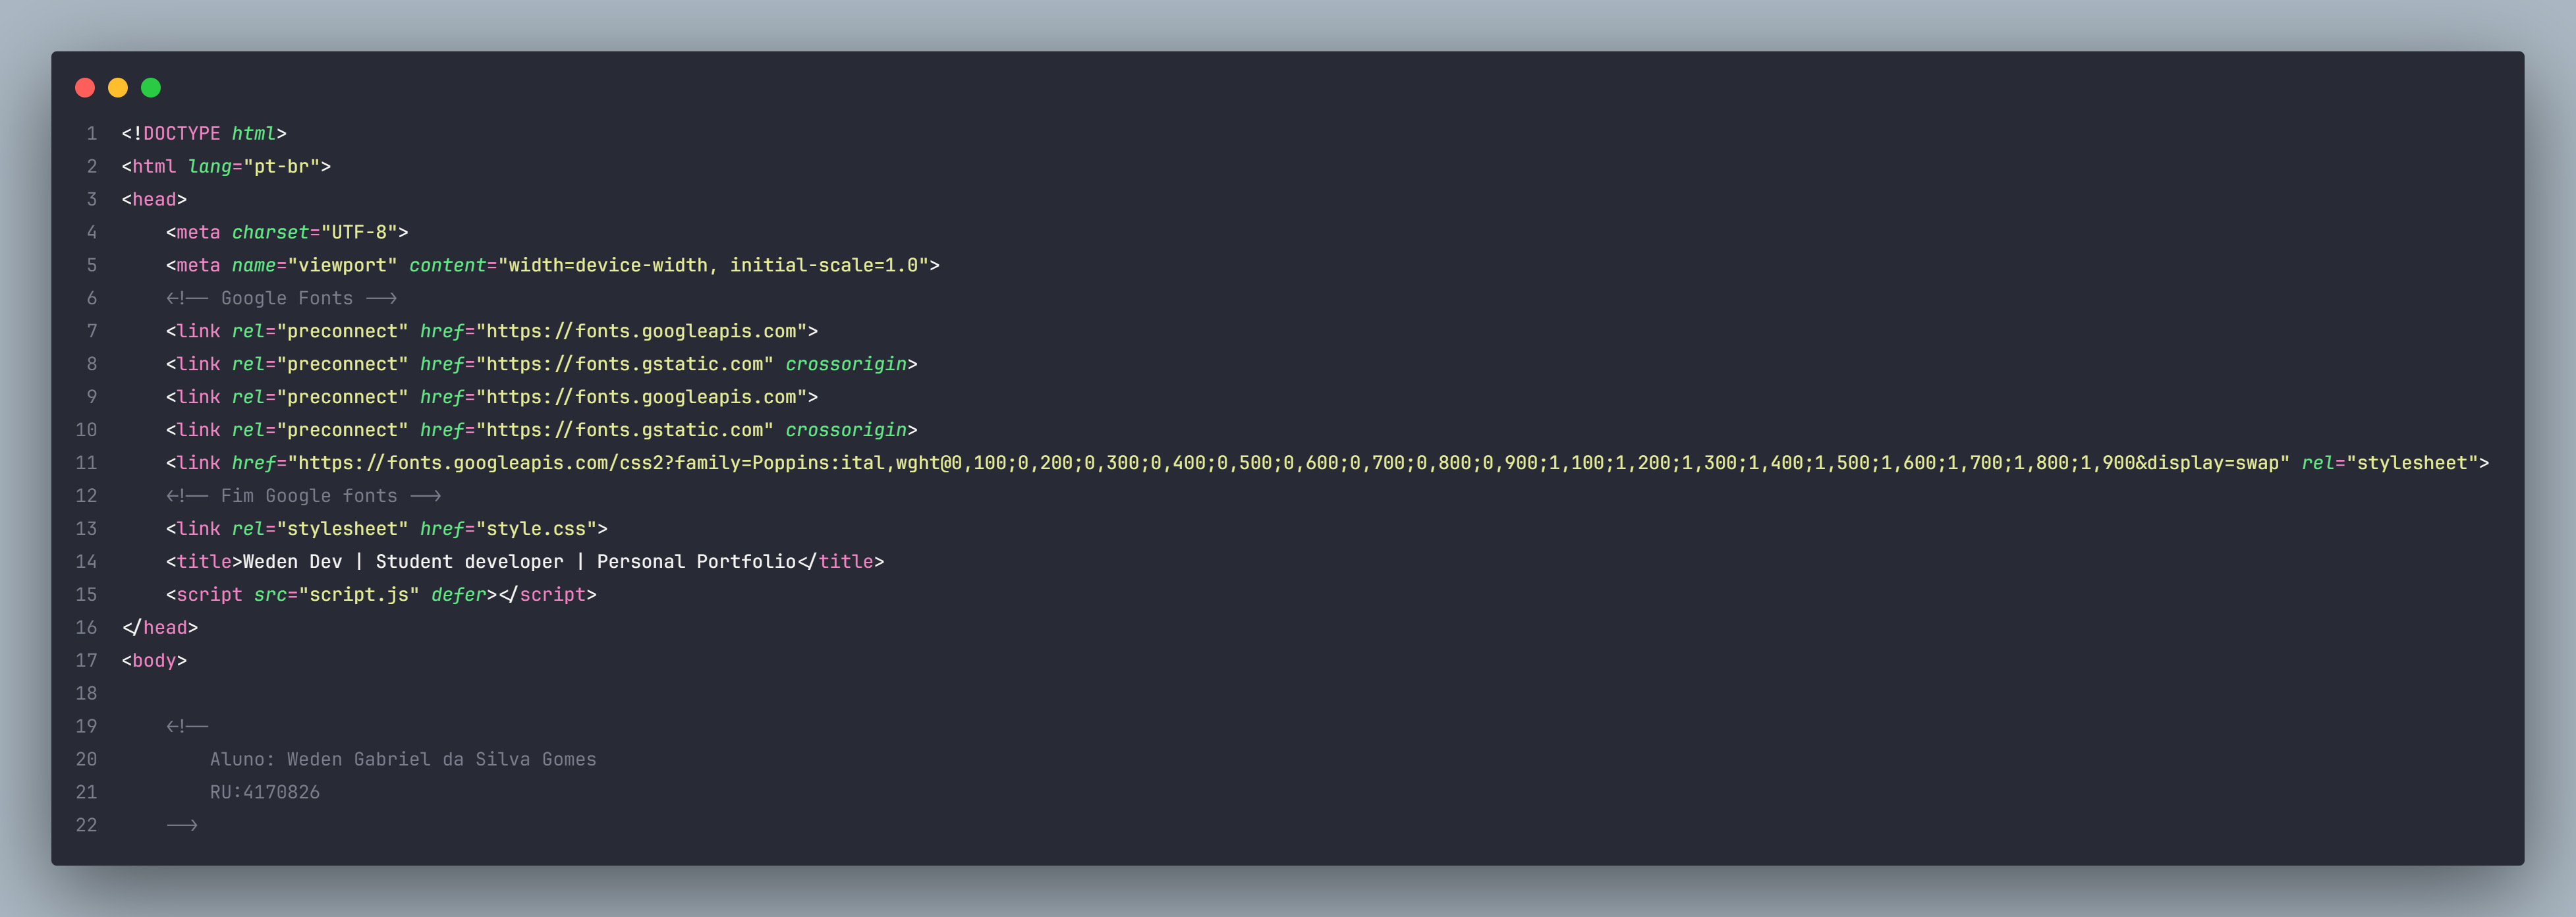 1 <!DOCTYPE html>
2 <html lang="pt-br">
3 <head>
4     <meta charset="UTF-8">
5     <meta name="viewport" content="width=device-width, initial-scale=1.0">
6     <!-- Google Fonts -->
7     <link rel="preconnect" href="https://fonts.googleapis.com">
8     <link rel="preconnect" href="https://fonts.gstatic.com" crossorigin>
9     <link rel="preconnect" href="https://fonts.googleapis.com">
10     <link rel="preconnect" href="https://fonts.gstatic.com" crossorigin>
11     <link href="https://fonts.googleapis.com/css2?family=Poppins:ital,wght@0,100;0,200;0,300;0,400;0,500;0,600;0,700;0,800;0,900;1,100;1,200;1,300;1,400;1,500;1,600;1,700;1,800;1,900&display=swap" rel="stylesheet">
12     <!-- Fim Google fonts -->
13     <link rel="stylesheet" href="style.css">
14     <title>Weden Dev | Student developer | Personal Portfolio</title>
15     <script src="script.js" defer></script>
16 </head>
17 <body>
18
19     <!--
20         Aluno: Weden Gabriel da Silva Gomes
21         RU:4170826
22     -->